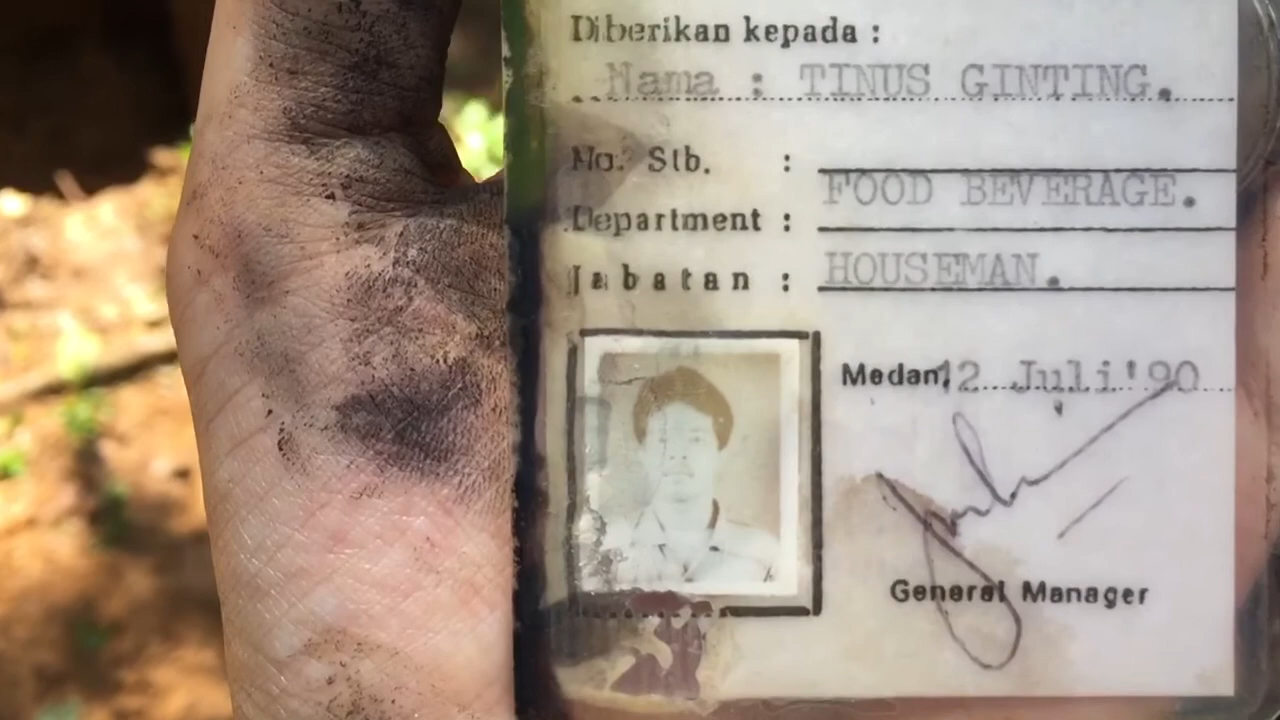 Diberikan kepada :
Nama : TINUS GINTING.
No. Stb. :
FOOD BEVERAGE.
Department :
Jabatan : HOUSEMAN.
Medan, 12 Juli '90
General Manager